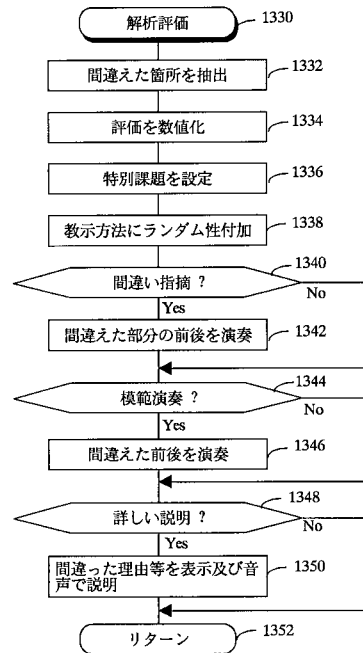 解析評価
1330
間違えた箇所を抽出
1332
評価を数値化
1334
特別課題を設定
1336
教示方法にランダム性付加
1338
間違い指摘 ?
1340
No
Yes
間違えた部分の前後を演奏
1342
模範演奏 ?
1344
No
Yes
間違えた前後を演奏
1346
詳しい説明 ?
1348
No
Yes
間違った理由等を表示及び音
声で説明
1350
リターン
1352